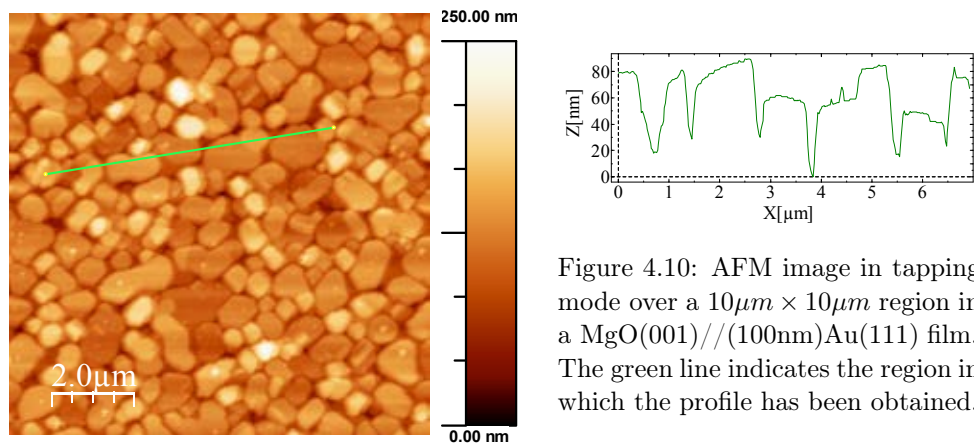 250.00 nm
2.0μm
0.00 nm
Z[nm]
80
60
40
20
0
0 1 2 3 4 5 6
X[μm]
Figure 4.10: AFM image in tapping
mode over a 10μm × 10μm region in
a MgO(001)//(100nm)Au(111) film.
The green line indicates the region in
which the profile has been obtained.